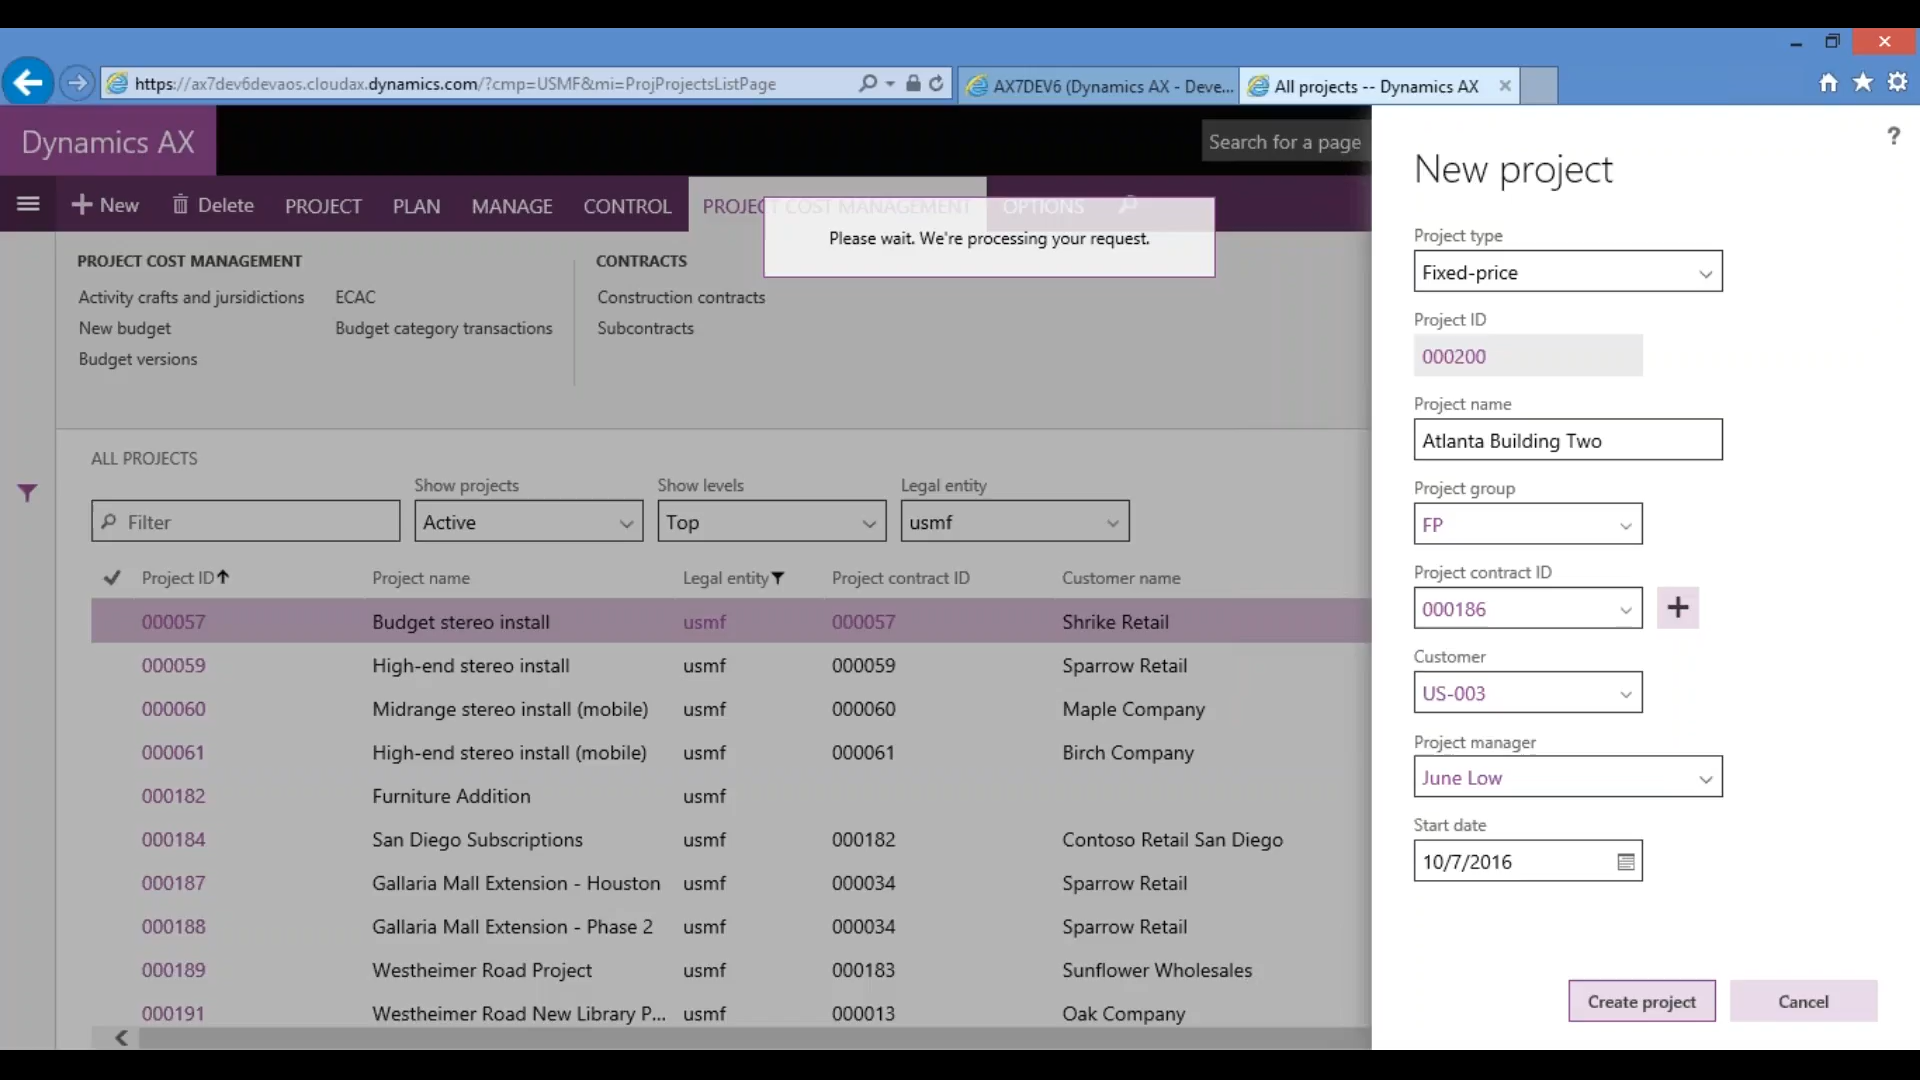 https://ax7dev6devaos.cloudax.dynamics.com/?cmp=USMF&mi=ProjProjectsListPage
AX7DEV6 (Dynamics AX - Deve...
All projects -- Dynamics AX
Dynamics AX
Search for a page
New
Delete
PROJECT
PLAN
MANAGE
CONTROL
PROJECT COST MANAGEMENT
OPTIONS
Please wait. We're processing your request.
PROJECT COST MANAGEMENT
Activity crafts and jursidictions
New budget
Budget versions
ECAC
Budget category transactions
CONTRACTS
Construction contracts
Subcontracts
ALL PROJECTS
Filter
Show projects
Active
Show levels
Top
Legal entity
usmf
Project ID Project name Legal entity Project contract ID Customer name
000057 Budget stereo install usmf 000057 Shrike Retail
000059 High-end stereo install usmf 000059 Sparrow Retail
000060 Midrange stereo install (mobile) usmf 000060 Maple Company
000061 High-end stereo install (mobile) usmf 000061 Birch Company
000182 Furniture Addition usmf
000184 San Diego Subscriptions usmf 000182 Contoso Retail San Diego
000187 Gallaria Mall Extension - Houston usmf 000034 Sparrow Retail
000188 Gallaria Mall Extension - Phase 2 usmf 000034 Sparrow Retail
000189 Westheimer Road Project usmf 000183 Sunflower Wholesales
000191 Westheimer Road New Library P... usmf 000013 Oak Company
?
New project
Project type
Fixed-price
Project ID
000200
Project name
Atlanta Building Two
Project group
FP
Project contract ID
000186
Customer
US-003
Project manager
June Low
Start date
10/7/2016
Create project
Cancel